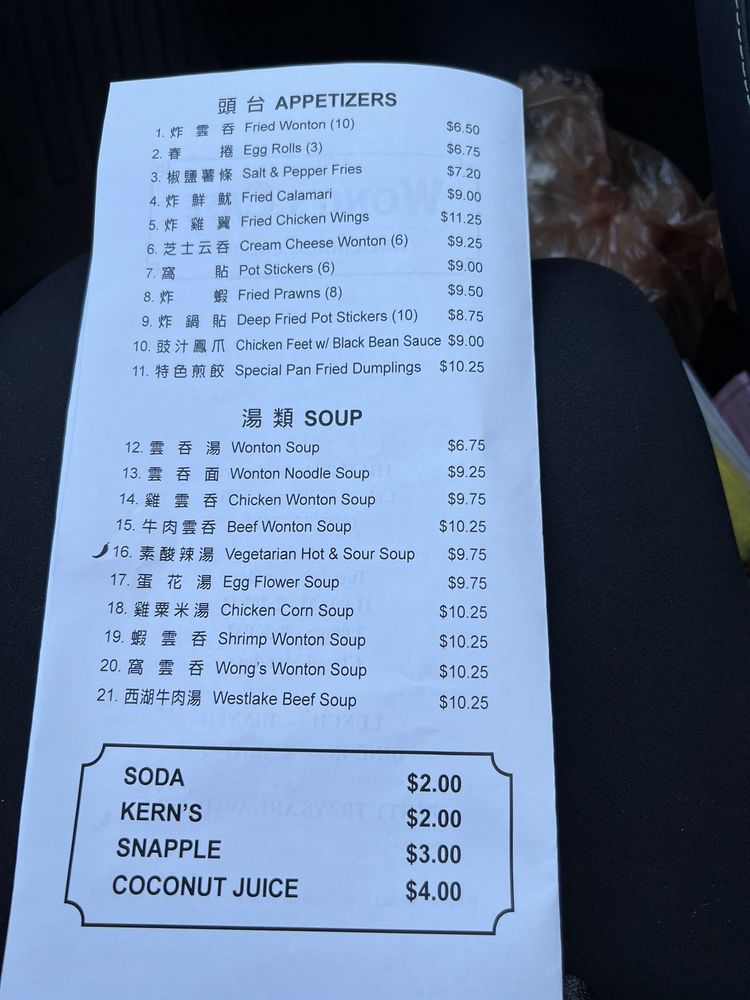 頭台 APPETIZERS
1. 炸雲吞 Fried Wonton (10) $6.50
2. 春捲 Egg Rolls (3) $6.75
3. 椒鹽薯條 Salt & Pepper Fries $7.20
4. 炸鮮魷 Fried Calamari $9.00
5. 炸雞翼 Fried Chicken Wings $11.25
6. 芝士云吞 Cream Cheese Wonton (6) $9.25
7. 窩貼 Pot Stickers (6) $9.00
8. 炸蝦 Fried Prawns (8) $9.50
9. 炸鍋貼 Deep Fried Pot Stickers (10) $8.75
10. 豉汁鳳爪 Chicken Feet w/ Black Bean Sauce $9.00
11. 特色煎餃 Special Pan Fried Dumplings $10.25
湯類 SOUP
12. 雲吞湯 Wonton Soup $6.75
13. 雲吞面 Wonton Noodle Soup $9.25
14. 雞雲吞 Chicken Wonton Soup $9.75
15. 牛肉雲吞 Beef Wonton Soup $10.25
16. 素酸辣湯 Vegetarian Hot & Sour Soup $9.75
17. 蛋花湯 Egg Flower Soup $9.75
18. 雞粟米湯 Chicken Corn Soup $10.25
19. 蝦雲吞 Shrimp Wonton Soup $10.25
20. 窩雲吞 Wong's Wonton Soup $10.25
21. 西湖牛肉湯 Westlake Beef Soup $10.25
SODA $2.00
KERN'S $2.00
SNAPPLE $3.00
COCONUT JUICE $4.00